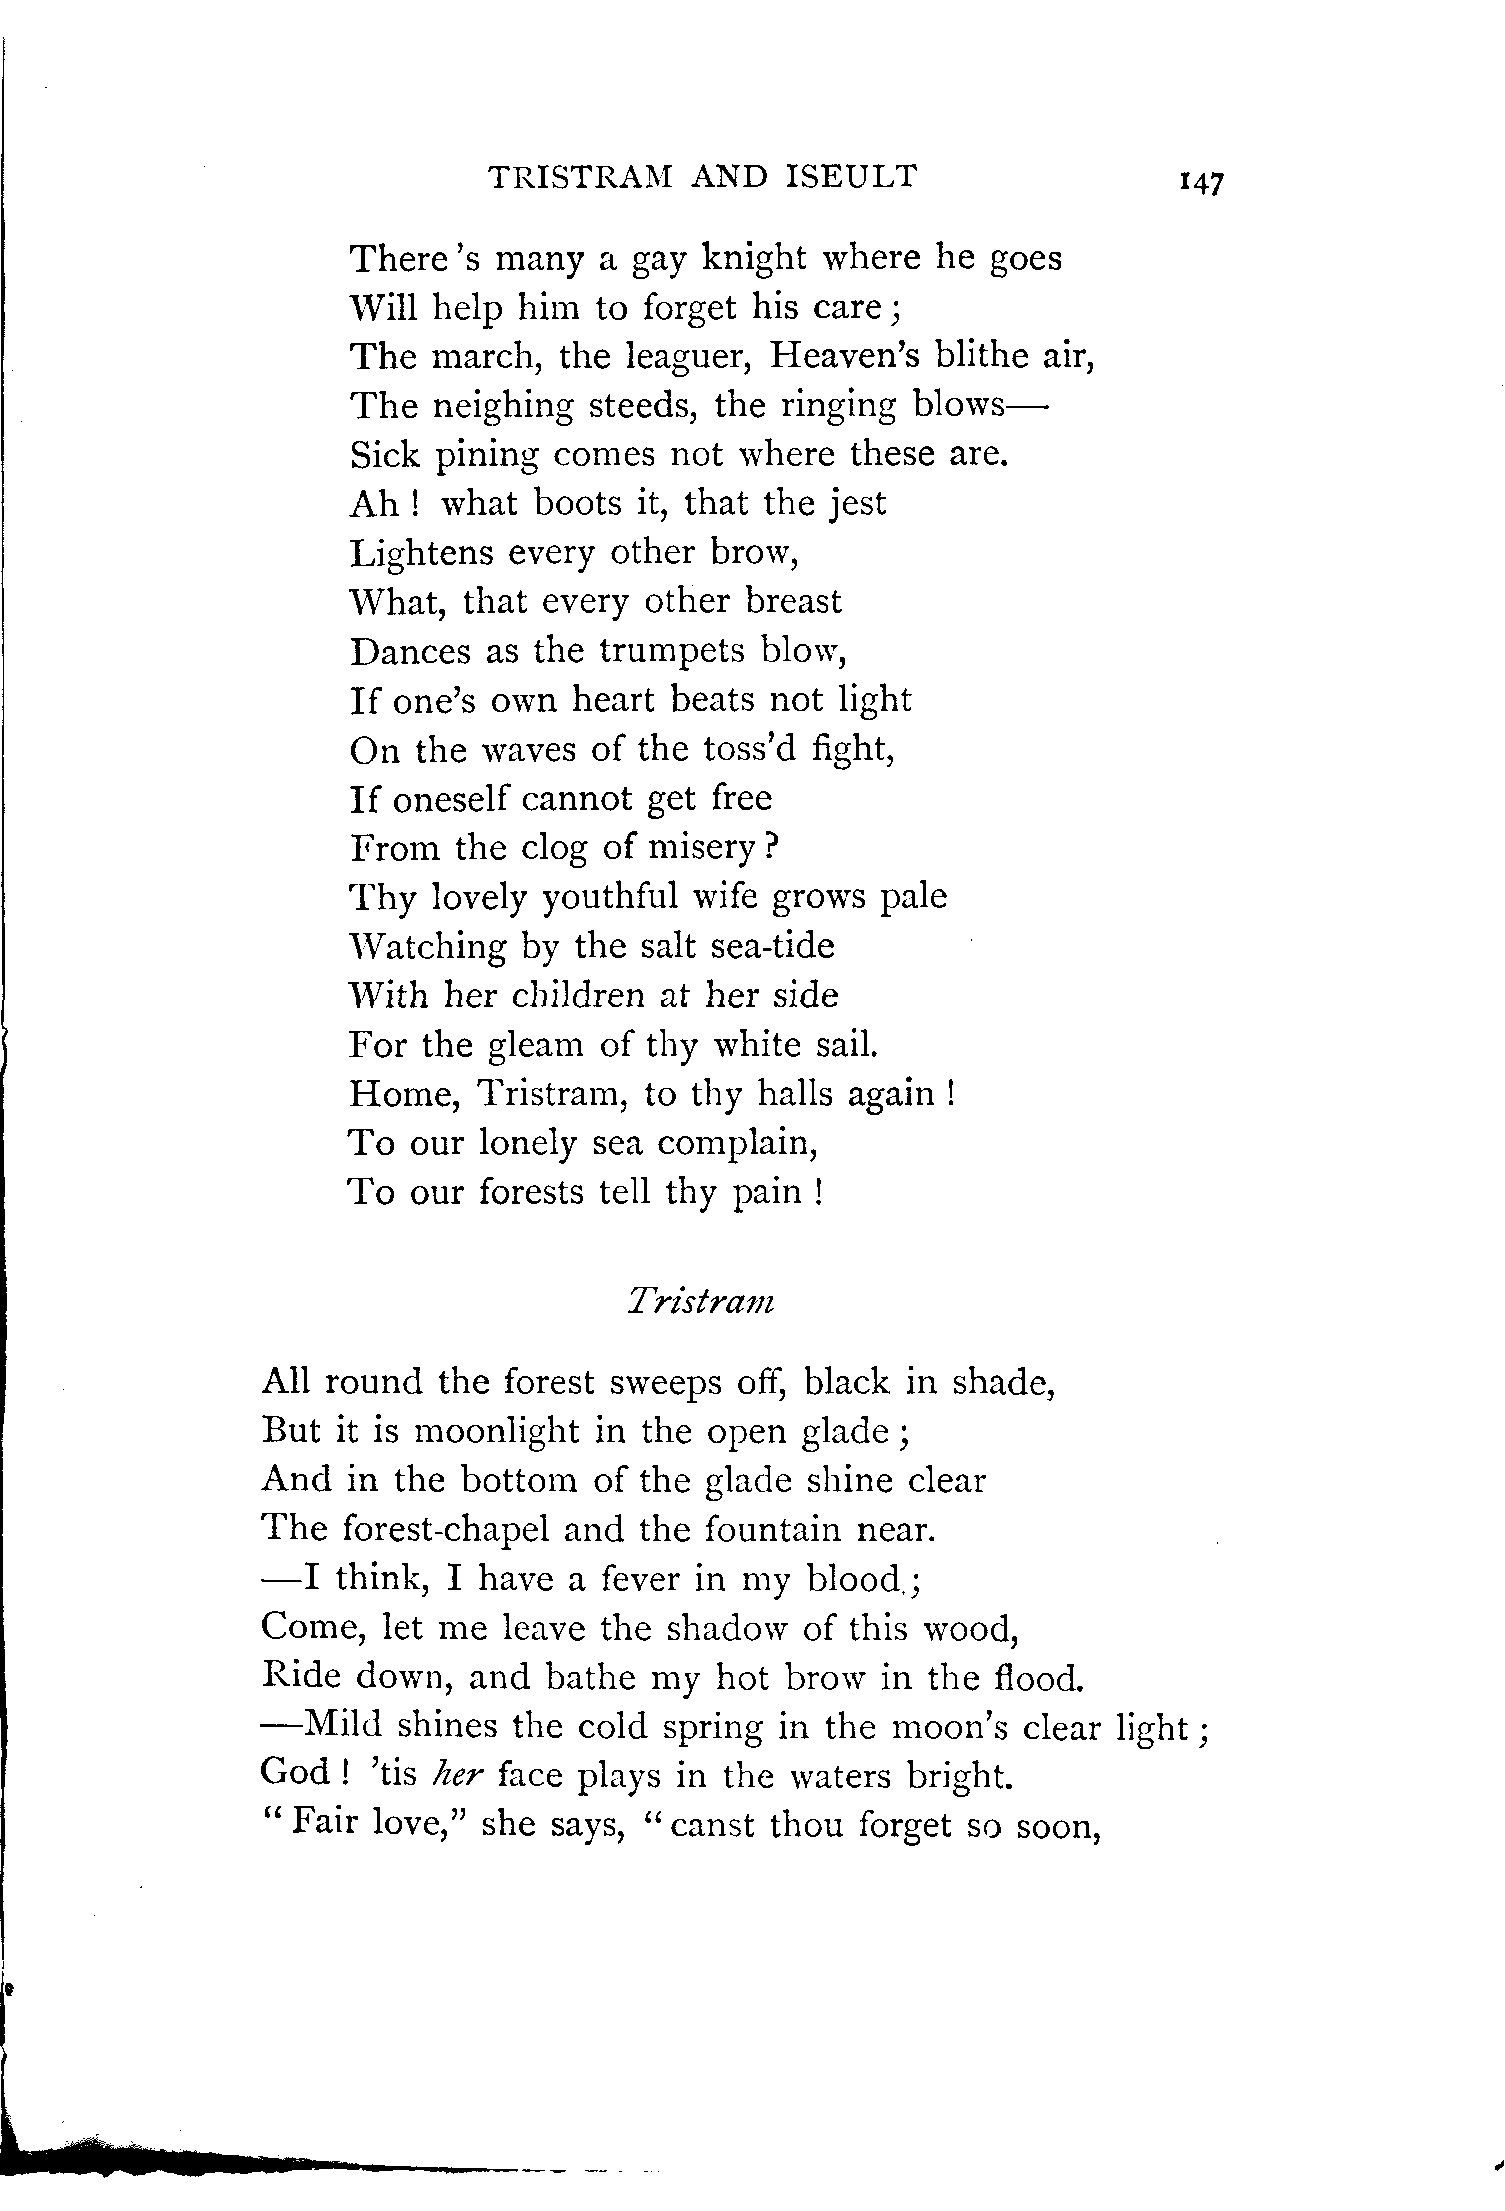 TRISTRAM AND ISEULT 147
There 's many a gay knight where he goes
Will help him to forget his care ;
The march, the leaguer, Heaven's blithe air,
The neighing steeds, the ringing blows—
Sick pining comes not where these are.
Ah ! what boots it, that the jest
Lightens every other brow,
What, that every other breast
Dances as the trumpets blow,
If one's own heart beats not light
On the waves of the toss'd fight,
If oneself cannot get free
From the clog of misery ?
Thy lovely youthful wife grows pale
Watching by the salt sea-tide
With her children at her side
For the gleam of thy white sail.
Home, Tristram, to thy halls again !
To our lonely sea complain,
To our forests tell thy pain !
Tristram
All round the forest sweeps off, black in shade,
But it is moonlight in the open glade ;
And in the bottom of the glade shine clear
The forest-chapel and the fountain near.
—I think, I have a fever in my blood ;
Come, let me leave the shadow of this wood,
Ride down, and bathe my hot brow in the flood.
—Mild shines the cold spring in the moon's clear light ;
God ! 'tis her face plays in the waters bright.
“ Fair love,” she says, “ canst thou forget so soon,